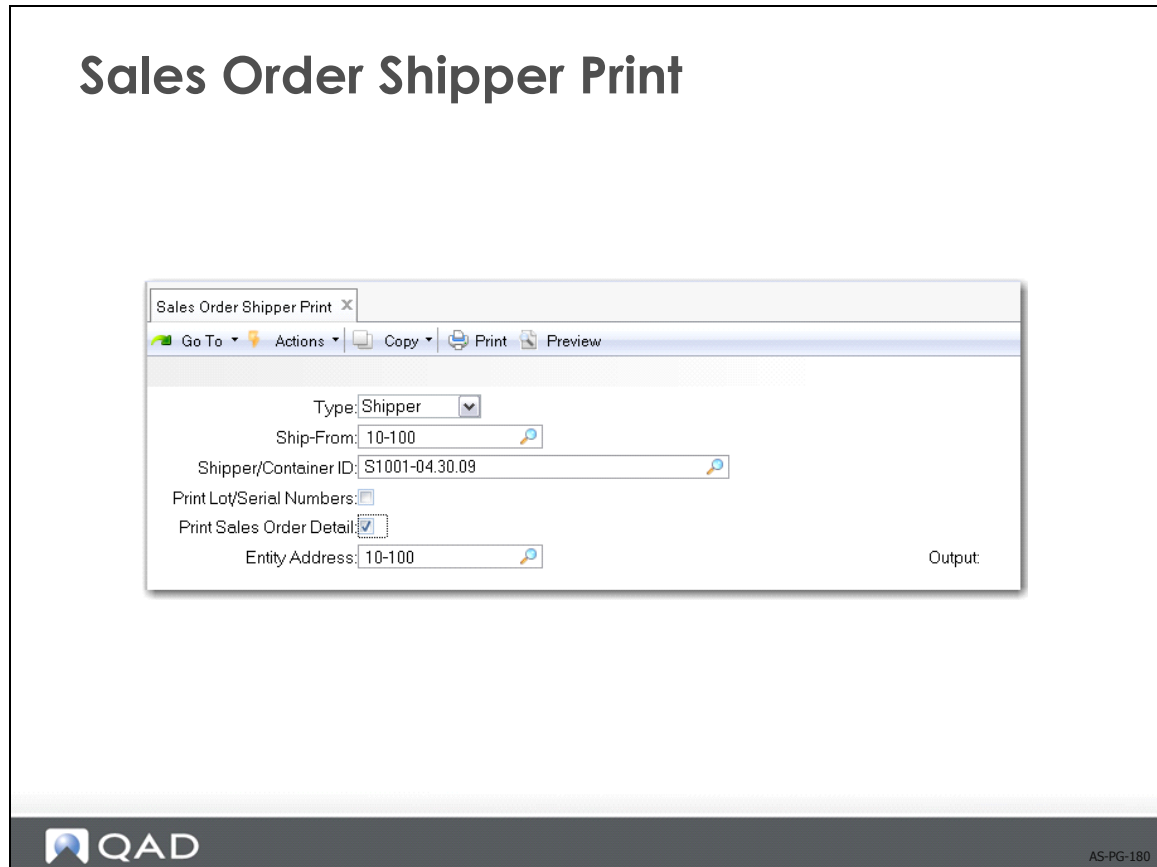 Sales Order Shipper Print
Sales Order Shipper Print
Go To Actions Copy Print Preview
Type: Shipper
Ship-From: 10-100
Shipper/Container ID: S1001-04.30.09
Print Lot/Serial Numbers:
Print Sales Order Detail:
Entity Address: 10-100
Output:
QAD
AS-PG-180